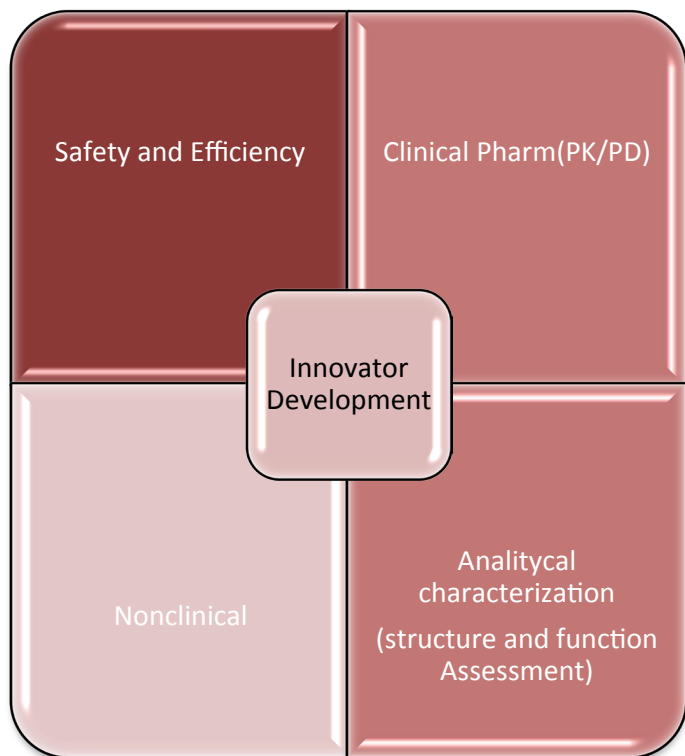 Safety and Efficiency
Clinical Pharm(PK/PD)
Innovator
Development
Nonclinical
Analitycal
characterization
(structure and function
Assessment)